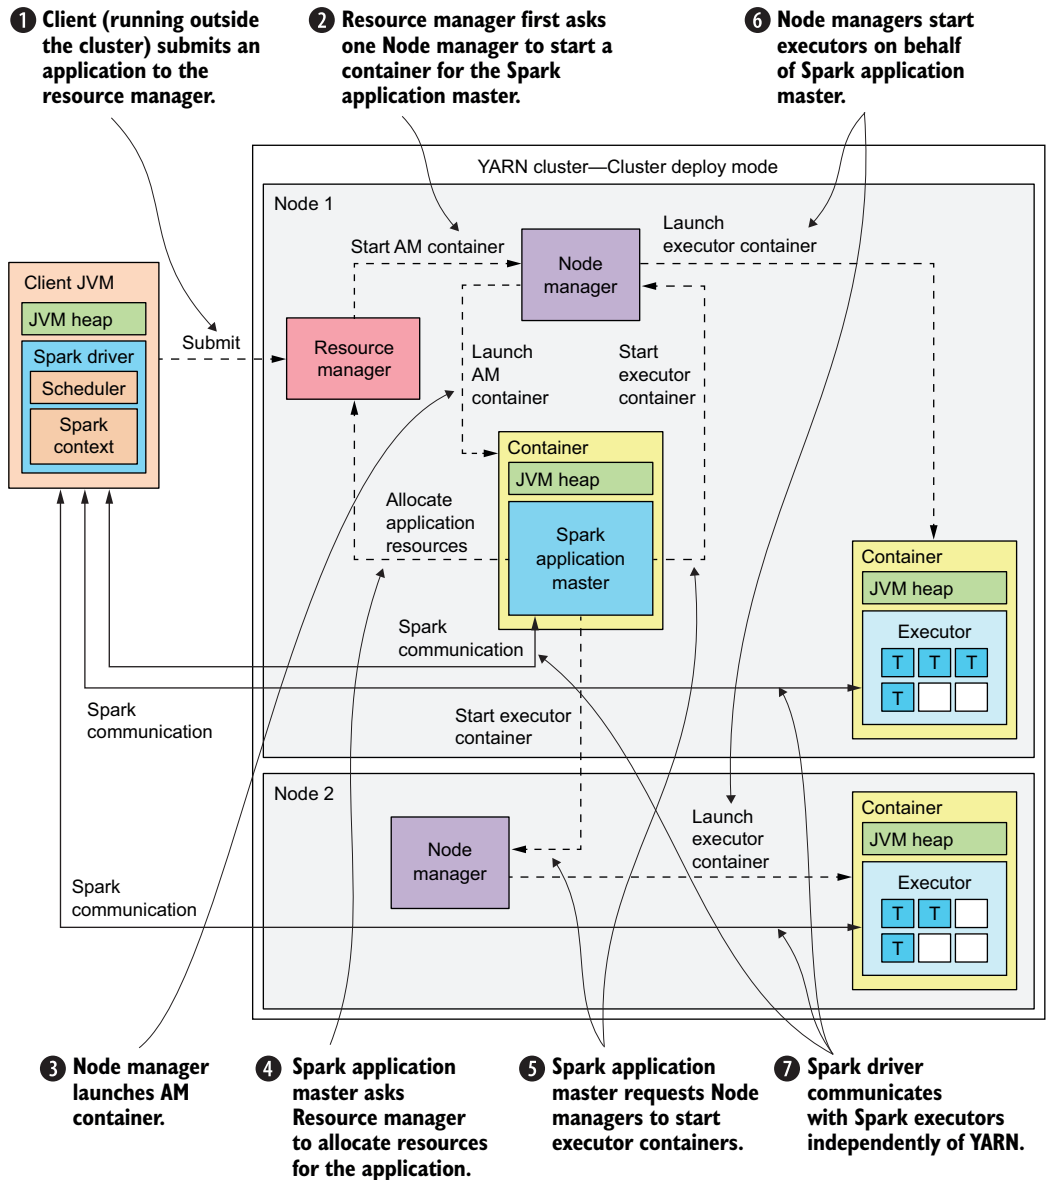 1 Client (running outside
the cluster) submits an
application to the
resource manager.
2 Resource manager first asks
one Node manager to start a
container for the Spark
application master.
6 Node managers start
executors on behalf
of Spark application
master.
YARN cluster—Cluster deploy mode
Node 1
Start AM container
Node
manager
Launch
executor container
Client JVM
JVM heap
Spark driver
Scheduler
Spark
context
Submit
Resource
manager
Launch
AM
container
Start
executor
container
Container
JVM heap
Spark
application
master
Allocate
application
resources
Container
JVM heap
Executor
T T T
T
Spark
communication
Spark
communication
Start executor
container
Node 2
Node
manager
Launch
executor
container
Container
JVM heap
Executor
T T
T
Spark
communication
3 Node manager
launches AM
container.
4 Spark application
master asks
Resource manager
to allocate resources
for the application.
5 Spark application
master requests Node
managers to start
executor containers.
7 Spark driver
communicates
with Spark executors
independently of YARN.